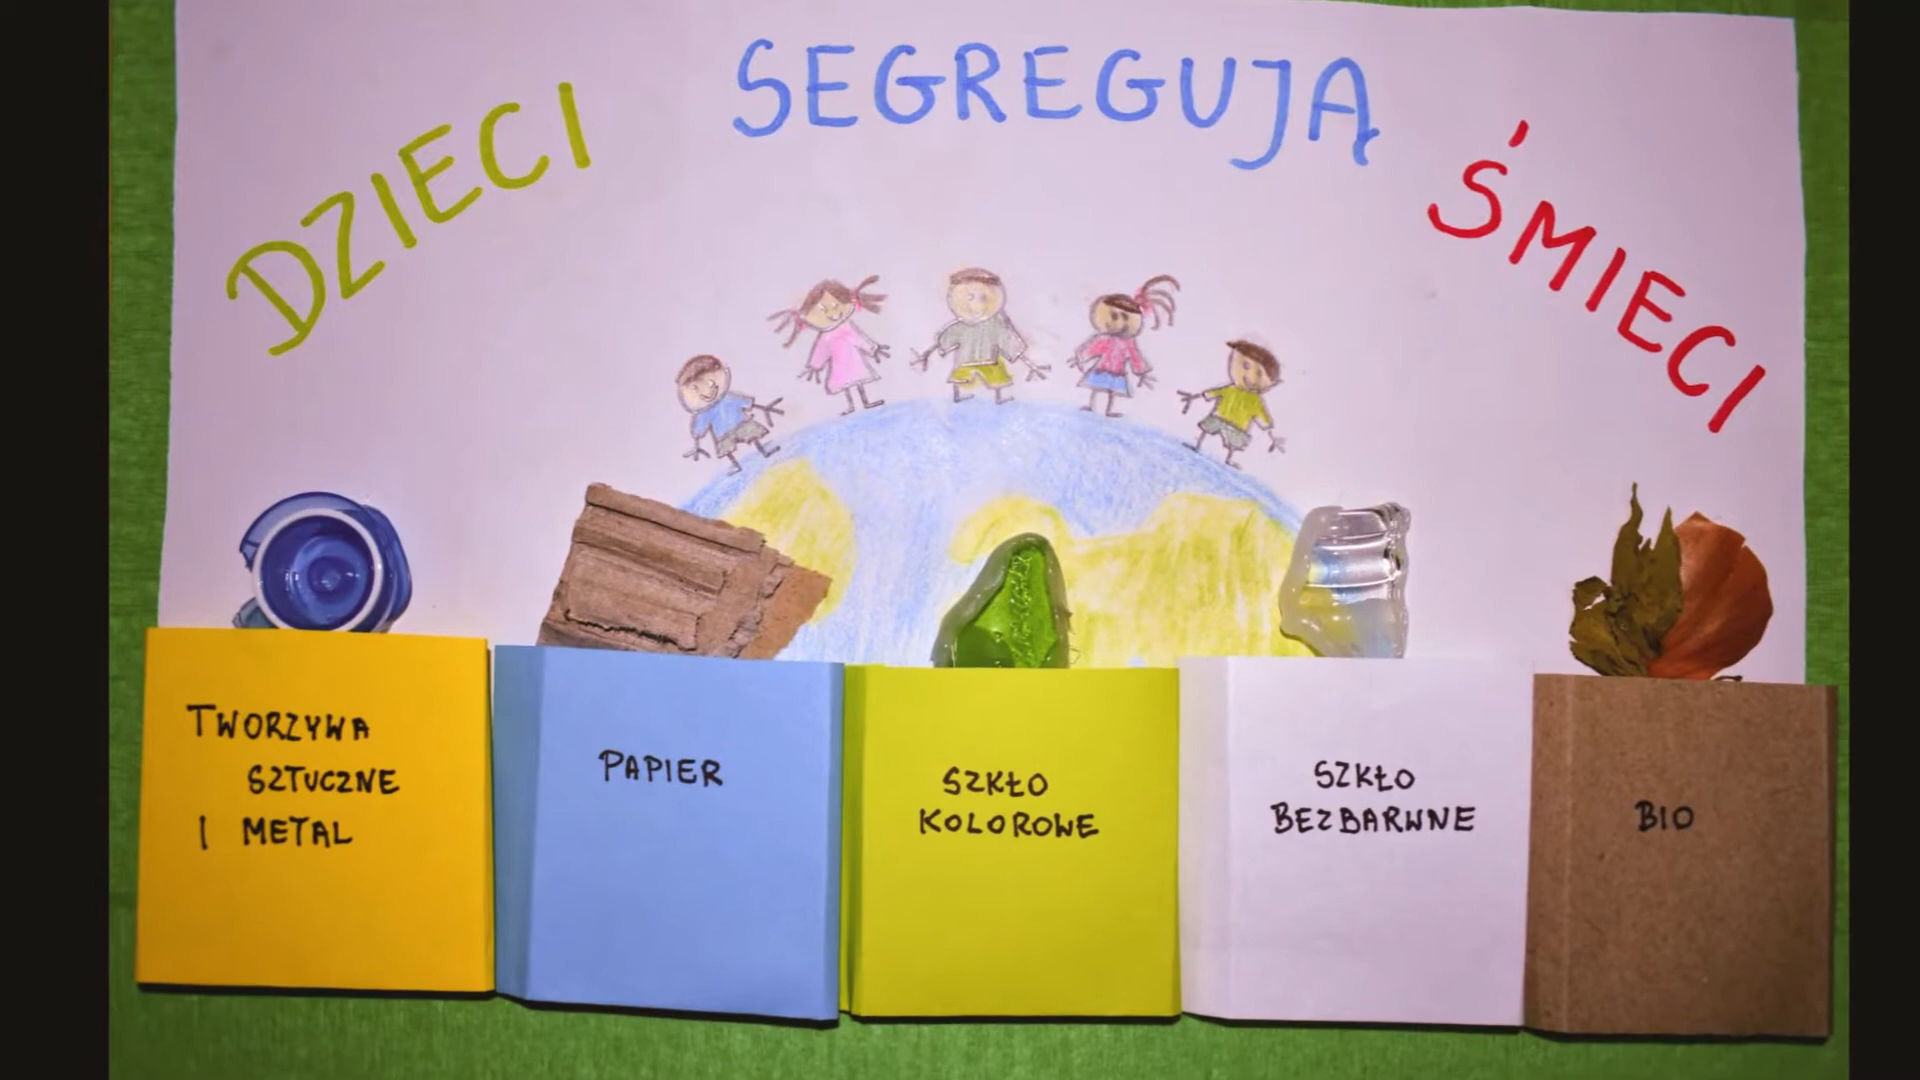 DZIECI SEGREGUJĄ ŚMIECI
TWORZYWA
SZTUCZNE
I METAL
PAPIER
SZKŁO
KOLOROWE
SZKŁO
BEZBARWNE
BIO